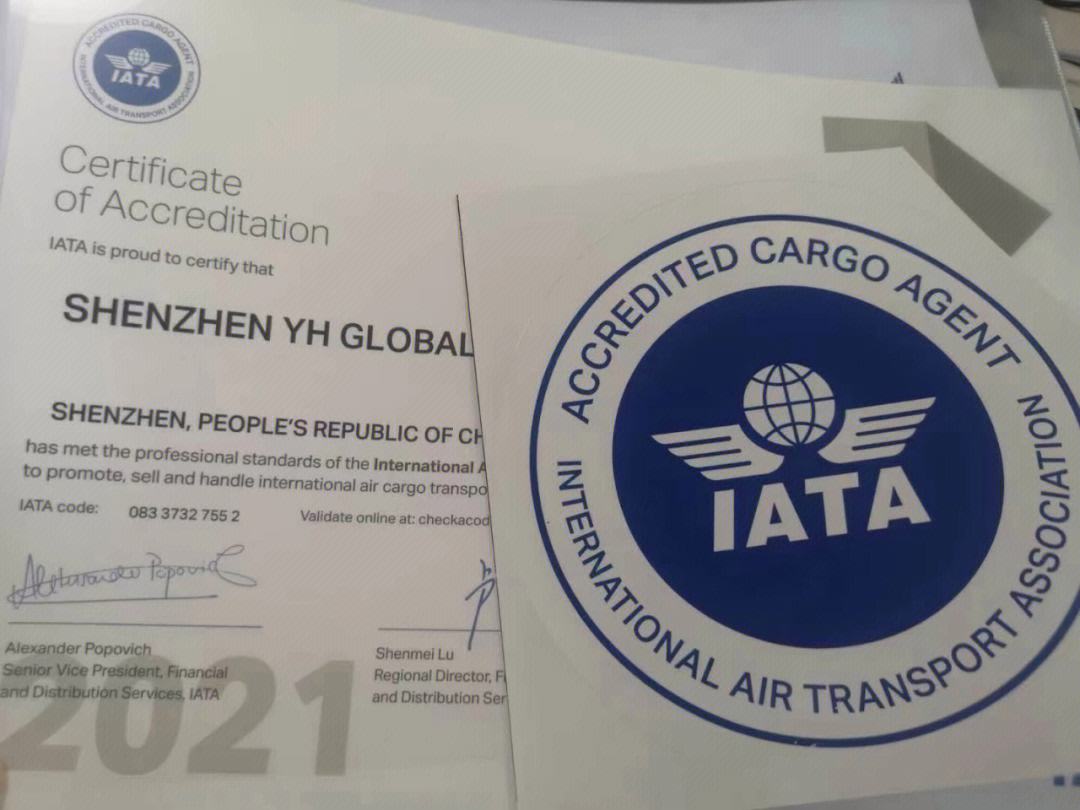 ACCREDITED CARGO AGENT
IATA
INTERNATIONAL AIR TRANSPORT ASSOCIATION
Certificate
of Accreditation
IATA is proud to certify that
SHENZHEN YH GLOBAL
SHENZHEN, PEOPLE'S REPUBLIC OF CH
has met the professional standards of the International A
to promote, sell and handle international air cargo transpo
IATA code: 083 3732 755 2 Validate online at: checkacod
Alexander Popovich
Alexander Popovich
Senior Vice President, Financial
and Distribution Services, IATA
Shenmei Lu
Regional Director, Fi
and Distribution Ser
2021
ACCREDITED CARGO AGENT
IATA
INTERNATIONAL AIR TRANSPORT ASSOCIATION